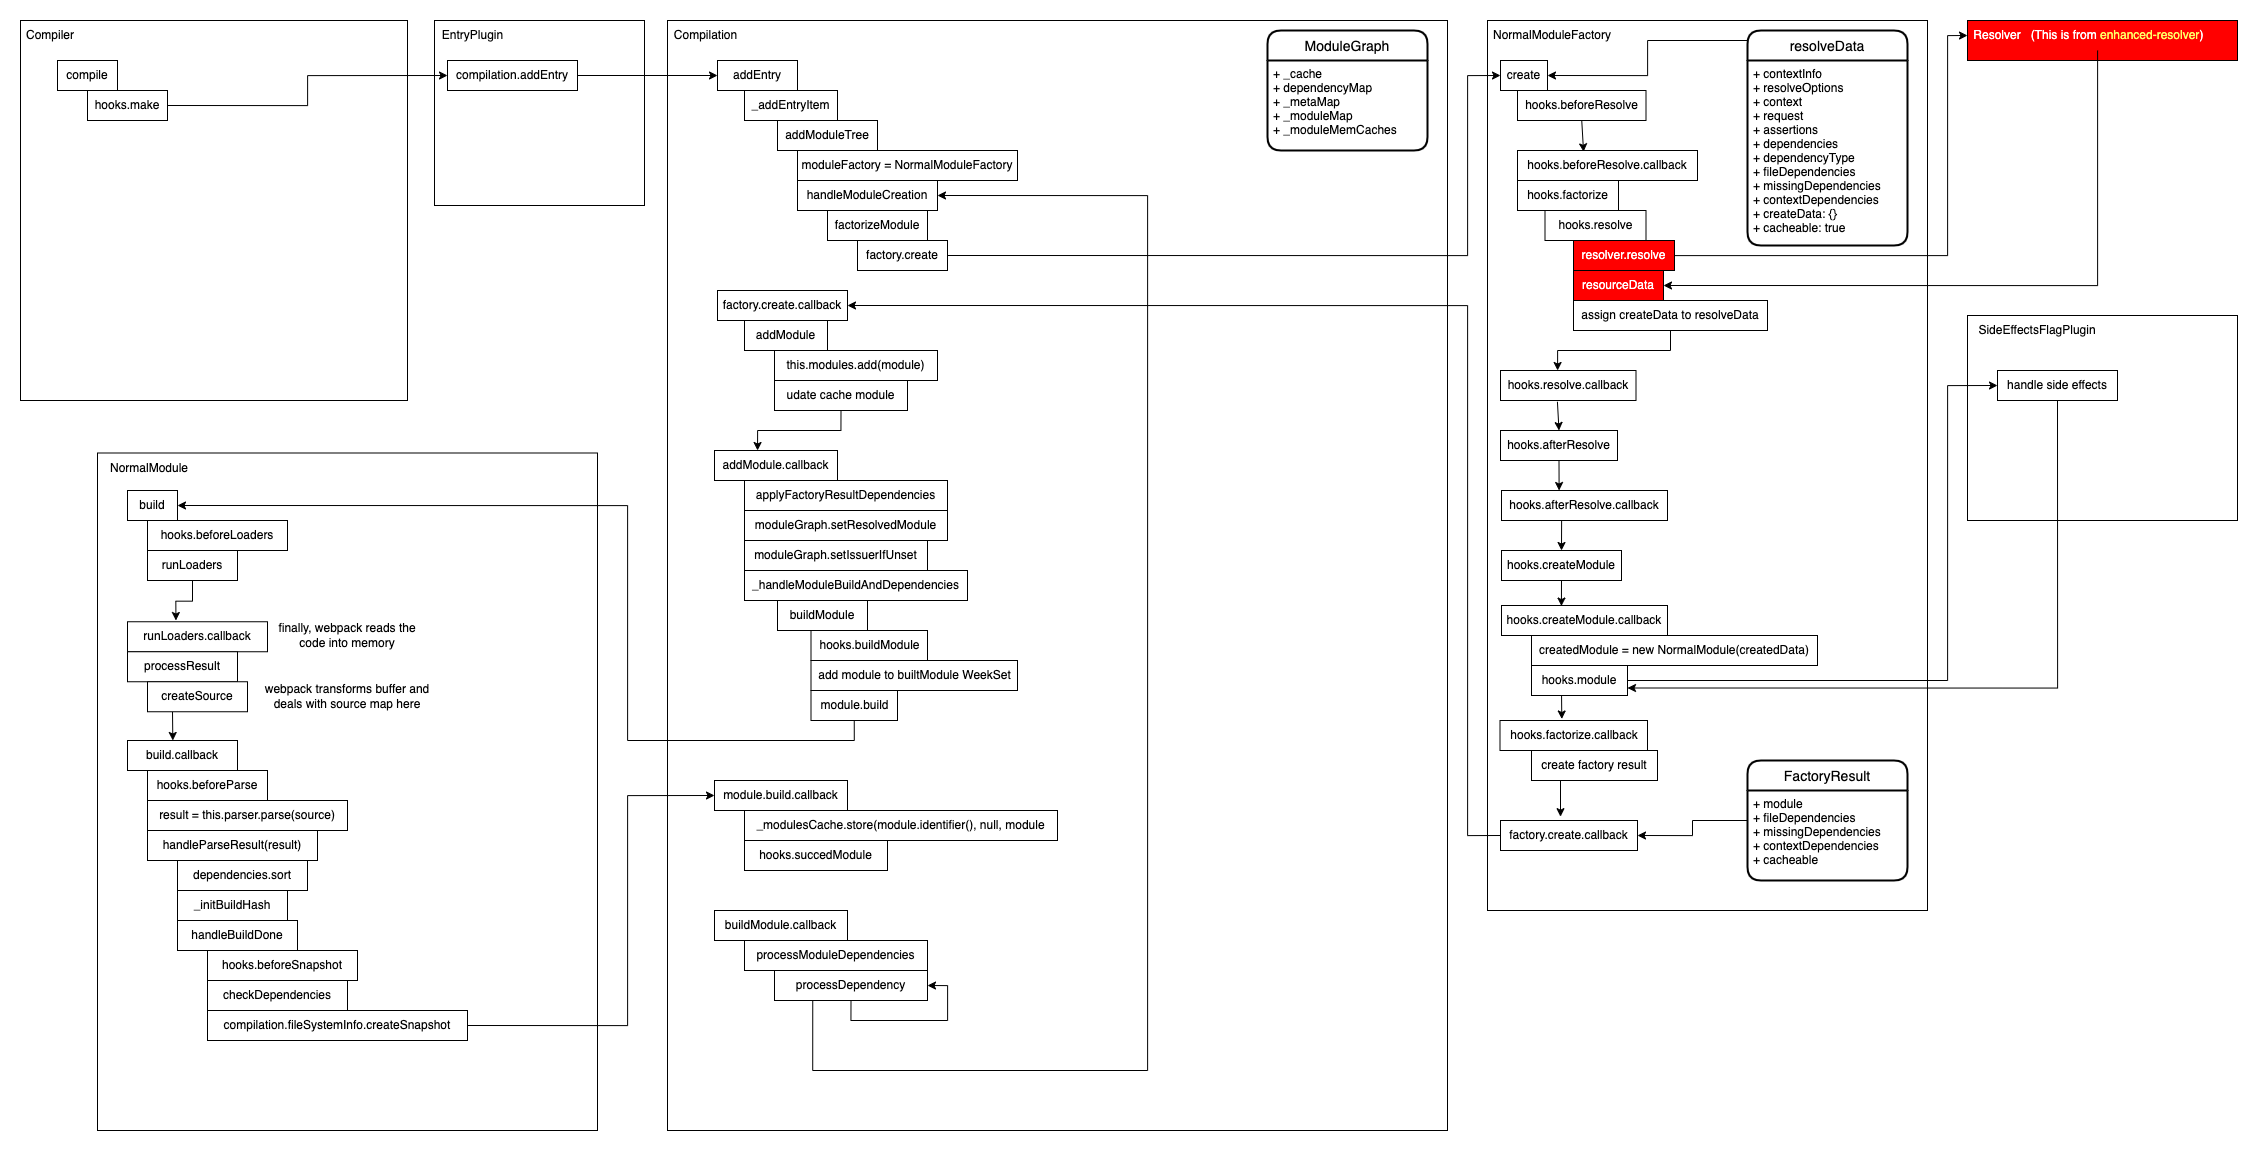 Compiler
compile
hooks.make
EntryPlugin
compilation.addEntry
Compilation
addEntry
_addEntryItem
addModuleTree
moduleFactory = NormalModuleFactory
handleModuleCreation
factorizeModule
factory.create
ModuleGraph
+ _cache
+ dependencyMap
+ _metaMap
+ _moduleMap
+ _moduleMemCaches
factory.create.callback
addModule
this.modules.add(module)
udate cache module
addModule.callback
applyFactoryResultDependencies
moduleGraph.setResolvedModule
moduleGraph.setIssuerIfUnset
_handleModuleBuildAndDependencies
buildModule
hooks.buildModule
add module to builtModule WeekSet
module.build
module.build.callback
_modulesCache.store(module.identifier(), null, module
hooks.succedModule
buildModule.callback
processModuleDependencies
processDependency
NormalModuleFactory
create
hooks.beforeResolve
hooks.beforeResolve.callback
hooks.factorize
hooks.resolve
resolver.resolve
resourceData
assign createData to resolveData
resolveData
+ contextInfo
+ resolveOptions
+ context
+ request
+ assertions
+ dependencies
+ dependencyType
+ fileDependencies
+ missingDependencies
+ contextDependencies
+ createData: {}
+ cacheable: true
hooks.resolve.callback
hooks.afterResolve
hooks.afterResolve.callback
hooks.createModule
hooks.createModule.callback
createdModule = new NormalModule(createdData)
hooks.module
hooks.factorize.callback
create factory result
factory.create.callback
FactoryResult
+ module
+ fileDependencies
+ missingDependencies
+ contextDependencies
+ cacheable
Resolver (This is from enhanced-resolver)
SideEffectsFlagPlugin
handle side effects
NormalModule
build
hooks.beforeLoaders
runLoaders
runLoaders.callback
finally, webpack reads the
code into memory
processResult
createSource
webpack transforms buffer and
deals with source map here
build.callback
hooks.beforeParse
result = this.parser.parse(source)
handleParseResult(result)
dependencies.sort
_initBuildHash
handleBuildDone
hooks.beforeSnapshot
checkDependencies
compilation.fileSystemInfo.createSnapshot